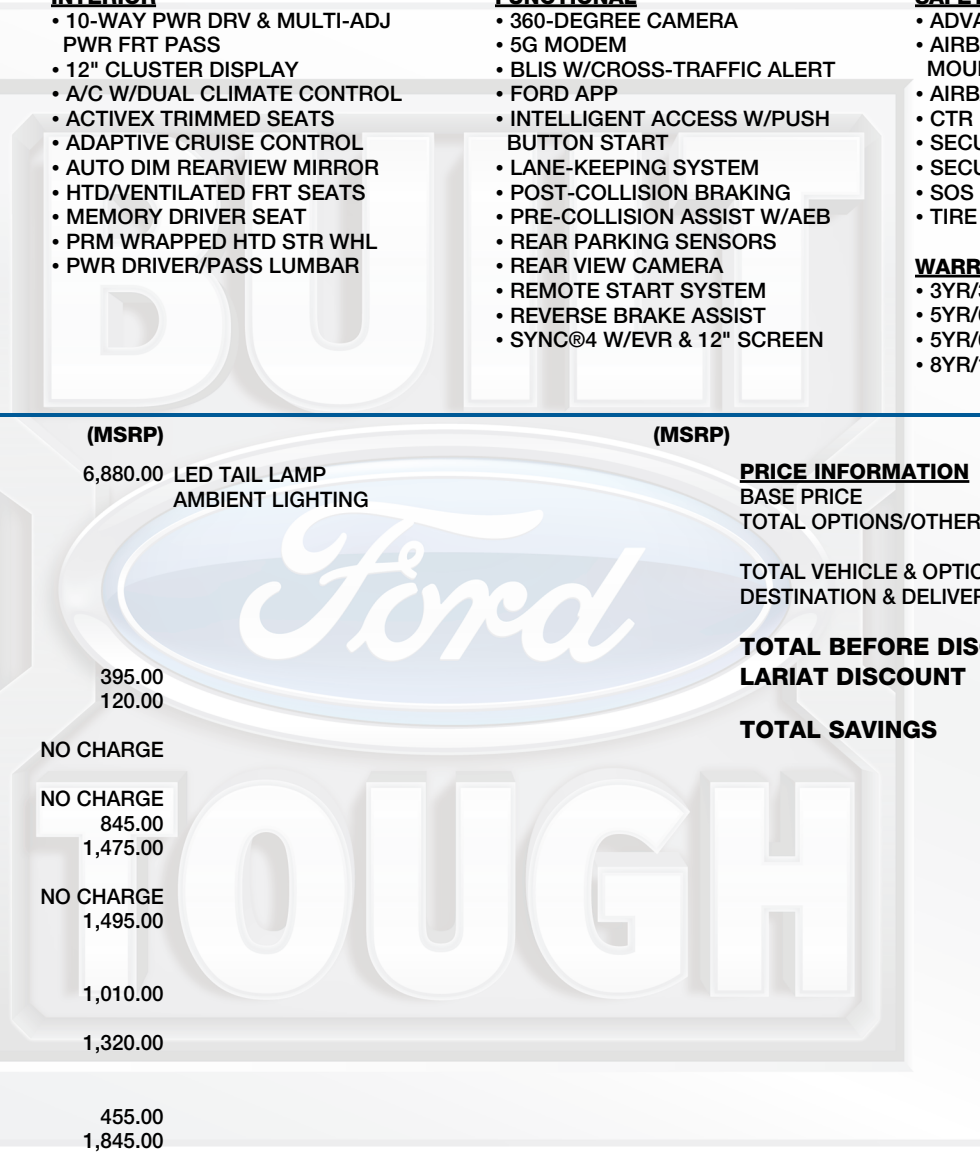 INTERIOR
• 10-WAY PWR DRV & MULTI-ADJ
PWR FRT PASS
• 12" CLUSTER DISPLAY
• A/C W/DUAL CLIMATE CONTROL
• ACTIVEX TRIMMED SEATS
• ADAPTIVE CRUISE CONTROL
• AUTO DIM REARVIEW MIRROR
• HTD/VENTILATED FRT SEATS
• MEMORY DRIVER SEAT
• PRM WRAPPED HTD STR WHL
• PWR DRIVER/PASS LUMBAR
FUNCTIONAL
• 360-DEGREE CAMERA
• 5G MODEM
• BLIS W/CROSS-TRAFFIC ALERT
• FORD APP
• INTELLIGENT ACCESS W/PUSH
BUTTON START
• LANE-KEEPING SYSTEM
• POST-COLLISION BRAKING
• PRE-COLLISION ASSIST W/AEB
• REAR PARKING SENSORS
• REAR VIEW CAMERA
• REMOTE START SYSTEM
• REVERSE BRAKE ASSIST
• SYNC®4 W/EVR & 12" SCREEN
• CTR
• SOS
• TIRE
(MSRP)
6,880.00 LED TAIL LAMP
AMBIENT LIGHTING
395.00
120.00
NO CHARGE
NO CHARGE
845.00
1,475.00
NO CHARGE
1,495.00
1,010.00
1,320.00
455.00
1,845.00
(MSRP)
PRICE INFORMATION
BASE PRICE
TOTAL OPTIONS/OTHER
TOTAL VEHICLE &
DESTINATION &
TOTAL BEFORE
LARIAT DISCOUNT
TOTAL SAVINGS
BUILT
Ford
TOUGH